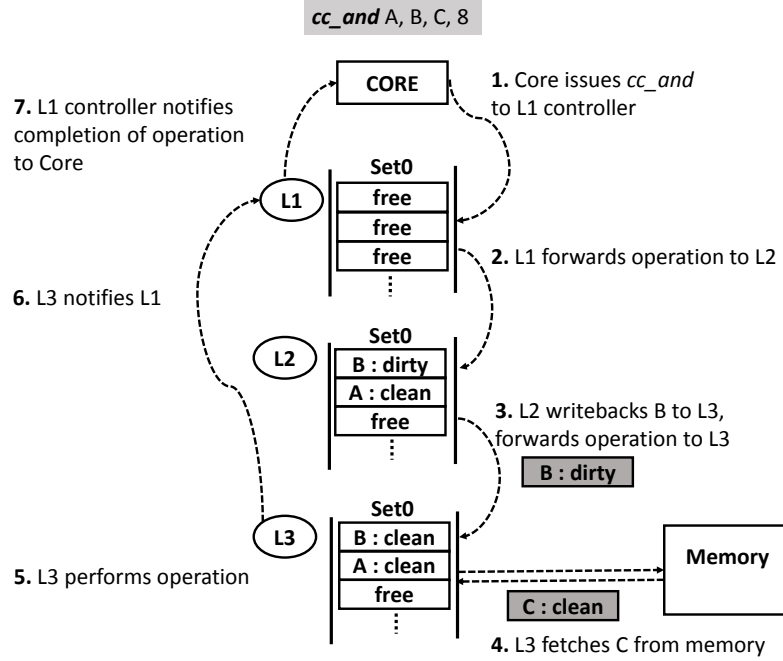 cc_and A, B, C, 8
CORE
1. Core issues cc_and
to L1 controller
7. L1 controller notifies
completion of operation
to Core
Set0
L1
free
free
free
2. L1 forwards operation to L2
6. L3 notifies L1
Set0
L2
B : dirty
A : clean
free
3. L2 writebacks B to L3,
forwards operation to L3
B : dirty
Set0
L3
B : clean
A : clean
free
Memory
5. L3 performs operation
C : clean
4. L3 fetches C from memory